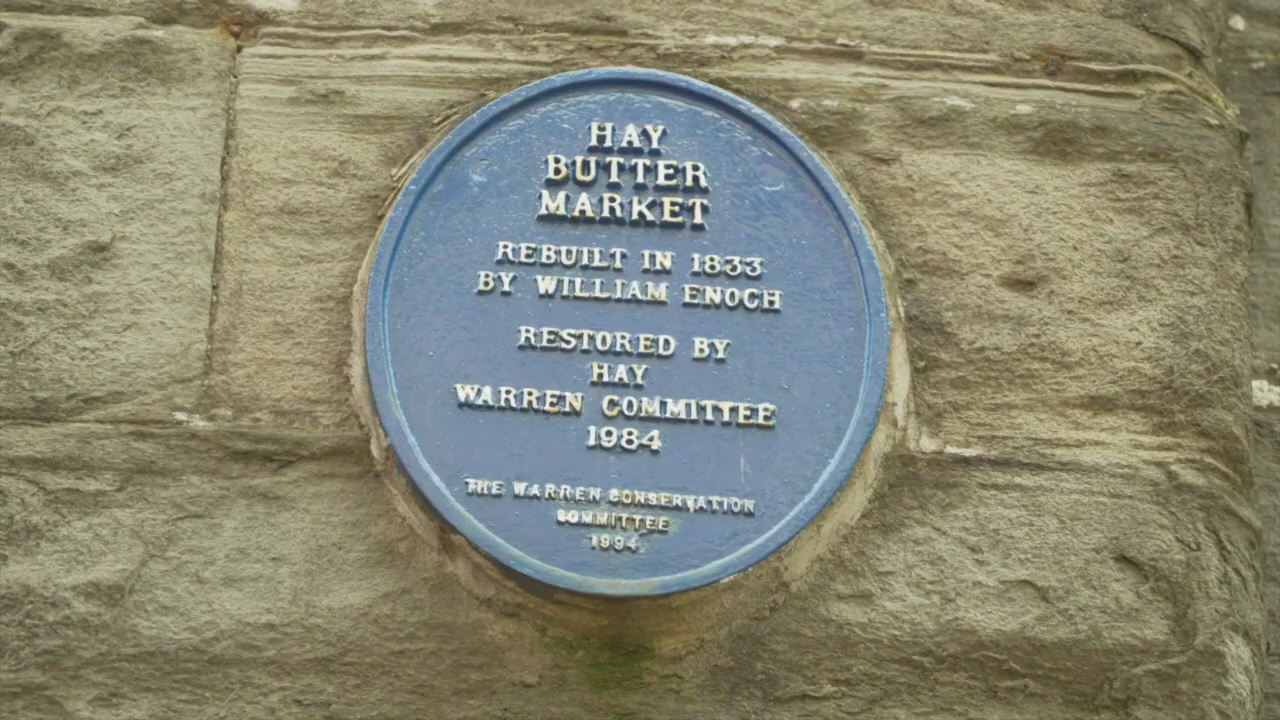 HAY
BUTTER
MARKET
REBUILT IN 1833
BY WILLIAM ENOCH
RESTORED BY
HAY
WARREN COMMITTEE
1984
THE WARREN CONSERVATION
COMMITTEE
1994